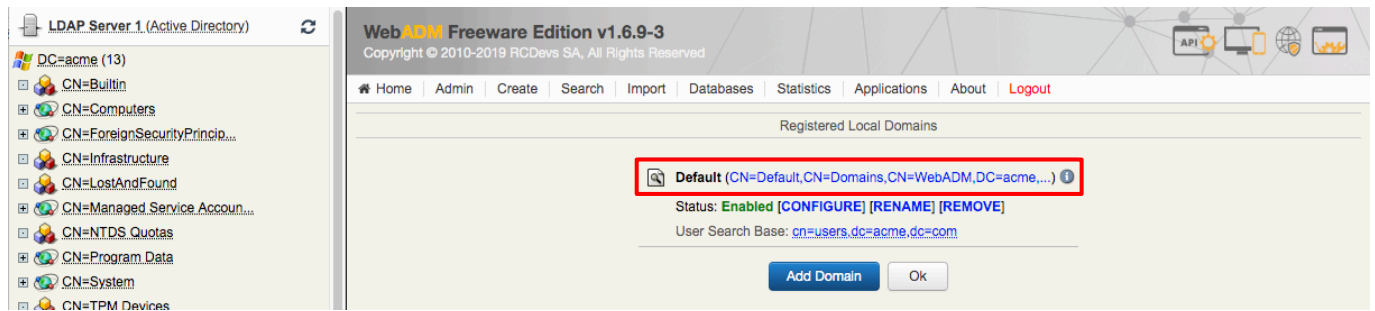 LDAP Server 1 (Active Directory)
DC=acme (13)
CN=Builtin
CN=Computers
CN=ForeignSecurityPrincip...
CN=Infrastructure
CN=LostAndFound
CN=Managed Service Accoun...
CN=NTDS Quotas
CN=Program Data
CN=System
CN=TPM Devices
WebADM Freeware Edition v1.6.9-3
Copyright © 2010-2019 RCDevs SA, All Rights Reserved
API
Home Admin Create Search Import Databases Statistics Applications About Logout
Registered Local Domains
Default (CN=Default,CN=Domains,CN=WebADM,DC=acme,...)
Status: Enabled [CONFIGURE] [RENAME] [REMOVE]
User Search Base: cn=users,dc=acme,dc=com
Add Domain Ok